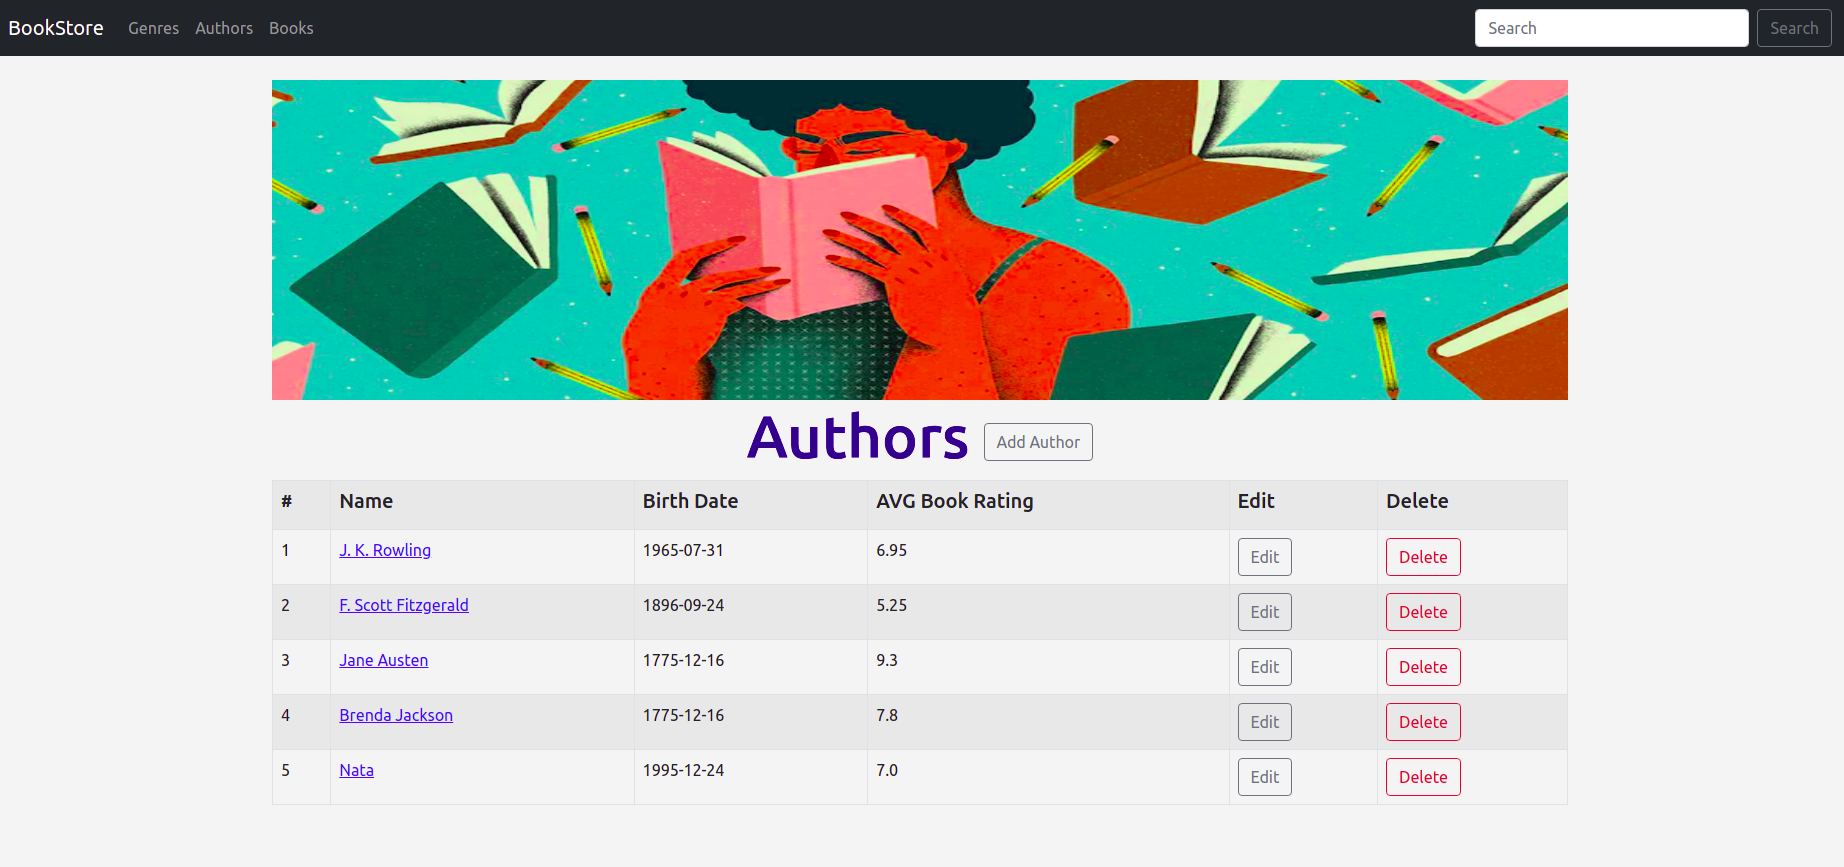 BookStore Genres Authors Books Search Search
Authors Add Author
# Name Birth Date AVG Book Rating Edit Delete
1 J. K. Rowling 1965-07-31 6.95 Edit Delete
2 F. Scott Fitzgerald 1896-09-24 5.25 Edit Delete
3 Jane Austen 1775-12-16 9.3 Edit Delete
4 Brenda Jackson 1775-12-16 7.8 Edit Delete
5 Nata 1995-12-24 7.0 Edit Delete